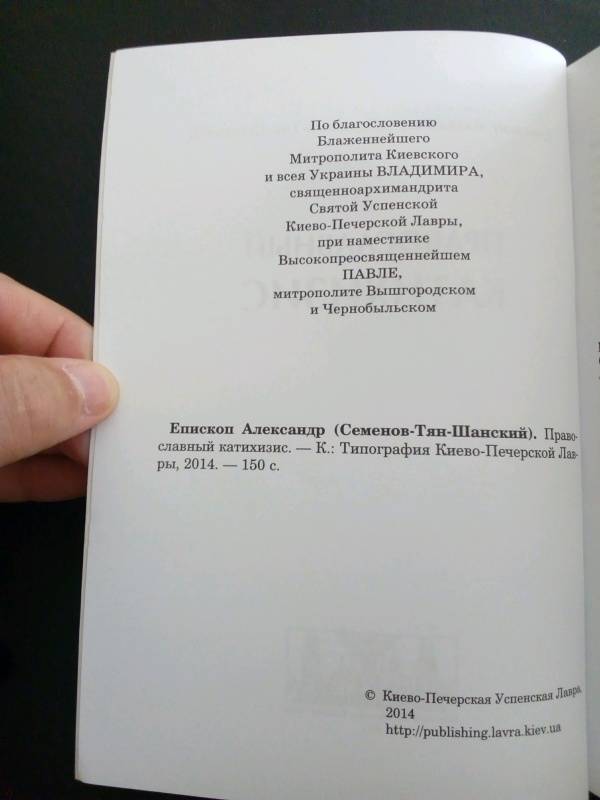 По благословению
Блаженнейшего
Митрополита Киевского
и всея Украины ВЛАДИМИРА,
священноархимандрита
Святой Успенской
Киево-Печерской Лавры,
при наместнике
Высокопреосвященнейшем
ПАВЛЕ,
митрополите Вышгородском
и Чернобыльском
Епископ Александр (Семенов-Тян-Шанский). Право-
славный катихизис. — К.: Типография Киево-Печерской Лав-
ры, 2014. — 150 с.
© Киево-Печерская Успенская Лавра,
2014
http://publishing.lavra.kiev.ua